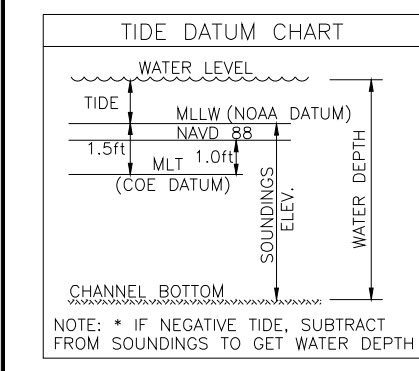 TIDE DATUM CHART
WATER LEVEL
TIDE
MLLW (NOAA DATUM)
NAVD 88
1.5ft
MLT 1.0ft
(COE DATUM)
SOUNDINGS
ELEV.
WATER DEPTH
CHANNEL BOTTOM
NOTE: * IF NEGATIVE TIDE, SUBTRACT
FROM SOUNDINGS TO GET WATER DEPTH